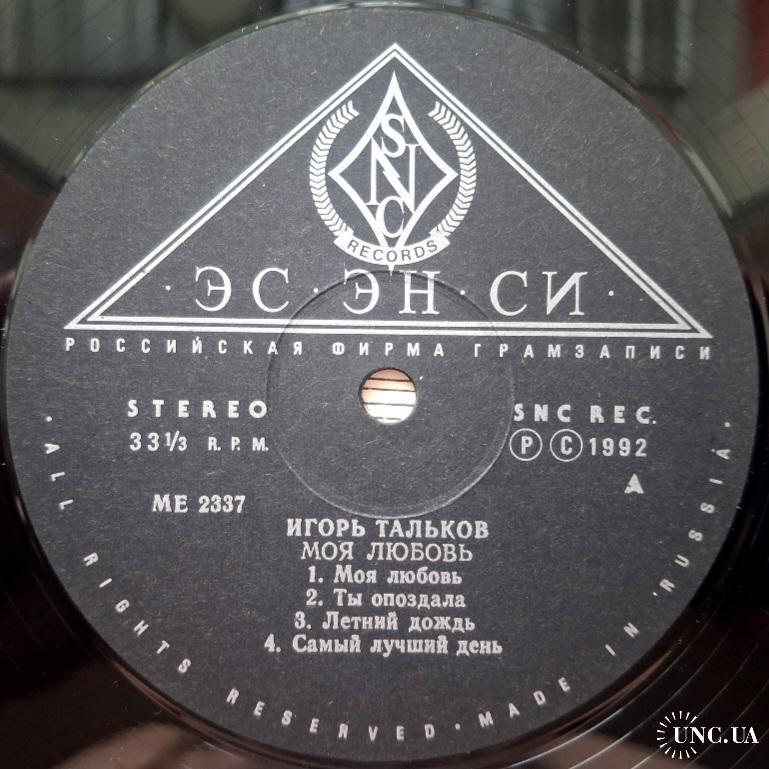 SNC
RECORDS
· ЭС · ЭН · СИ ·
РОССИЙСКАЯ ФИРМА ГРАМЗАПИСИ
STEREO
33 1/3 R. P. M.
SNC REC.
Ⓟ Ⓒ 1992
A
МЕ 2337
ИГОРЬ ТАЛЬКОВ
МОЯ ЛЮБОВЬ
1. Моя любовь
2. Ты опоздала
3. Летний дождь
4. Самый лучший день
· ALL RIGHTS RESERVED · MADE IN RUSSIA ·
UNC.UA